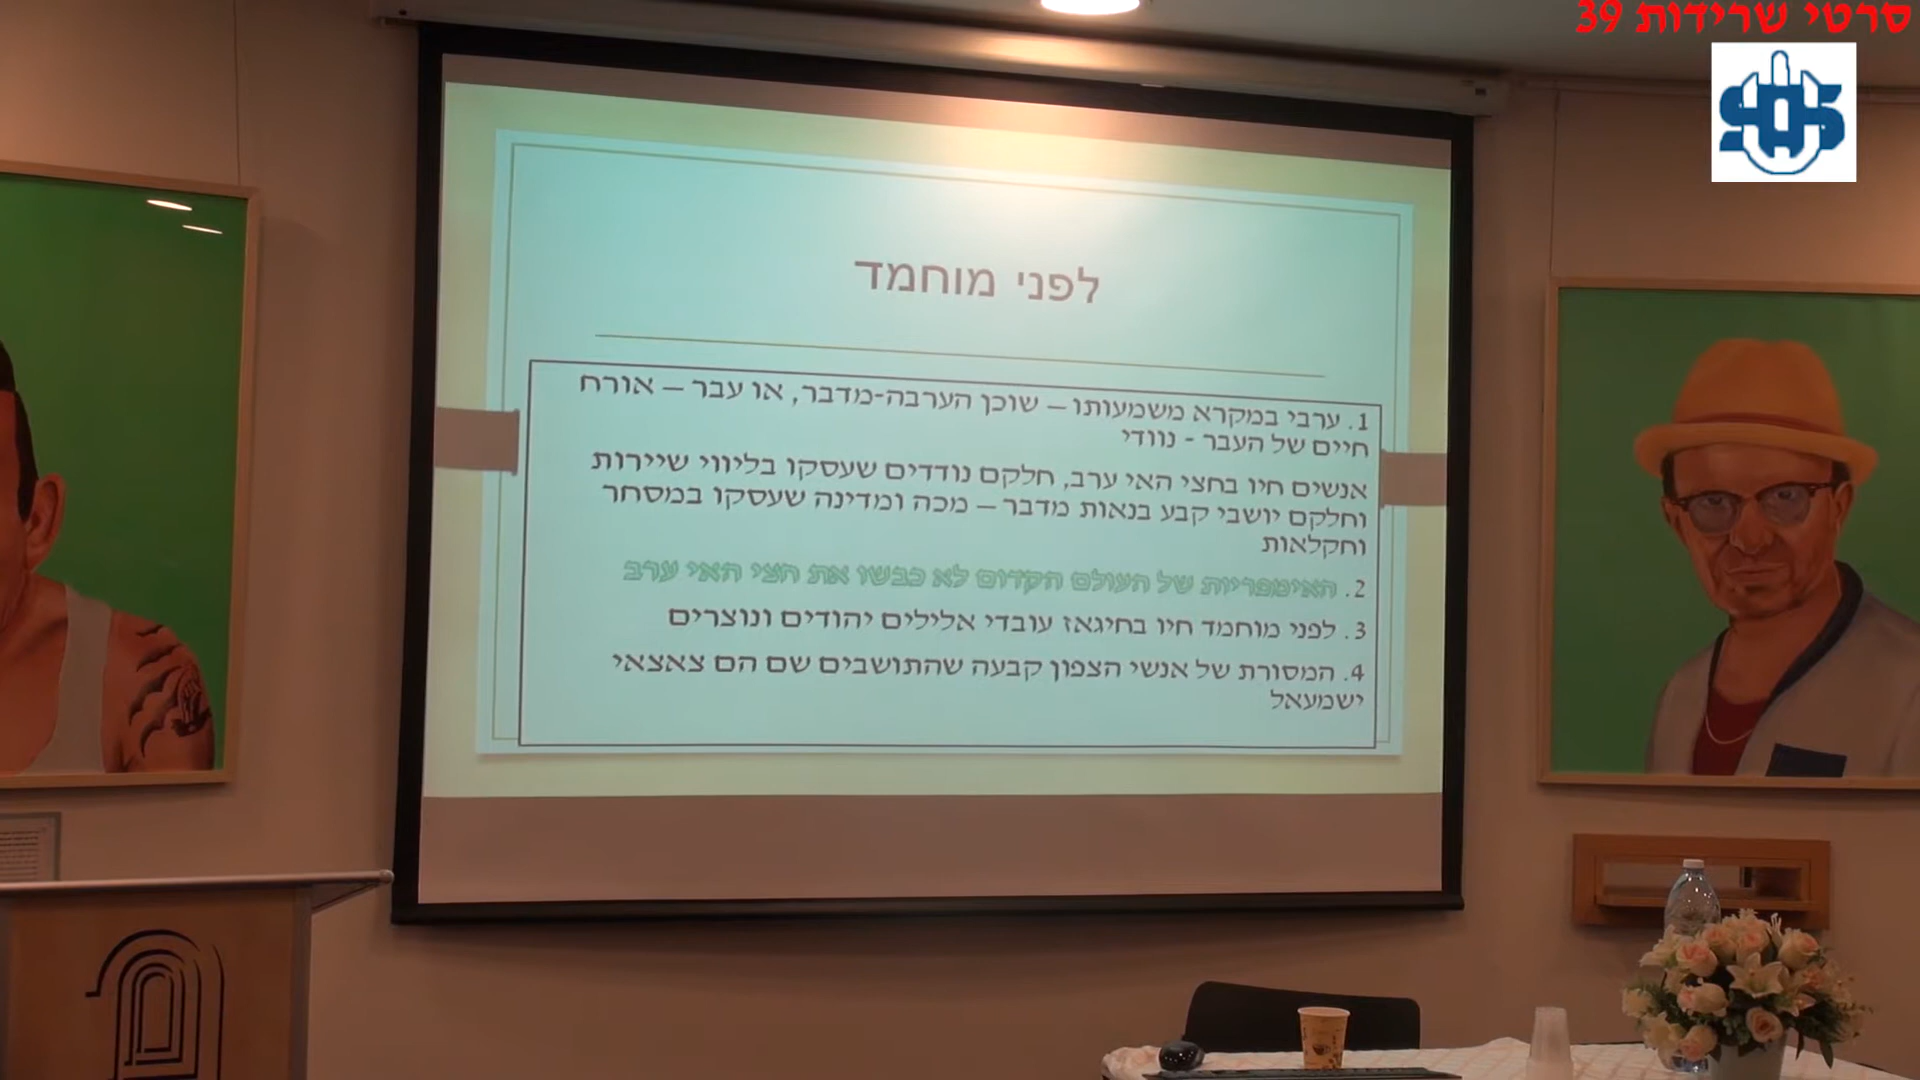 סרטי שרידות 39
SOS
לפני מוחמד
1. ערבי במקרא משמעותו – שוכן הערבה-מדבר, או עבר – אורח
חיים של העבר - נוודי
אנשים חיו בחצי האי ערב, חלקם נודדים שעסקו בליווי שיירות
וחלקם יושבי קבע בנאות מדבר – מכה ומדינה שעסקו במסחר
וחקלאות
2. האימפריות של העולם הקדום לא כבשו את חצי האי ערב
3. לפני מוחמד חיו בחיגאז עובדי אלילים יהודים ונוצרים
4. המסורת של אנשי הצפון קבעה שהתושבים שם הם צאצאי
ישמעאל